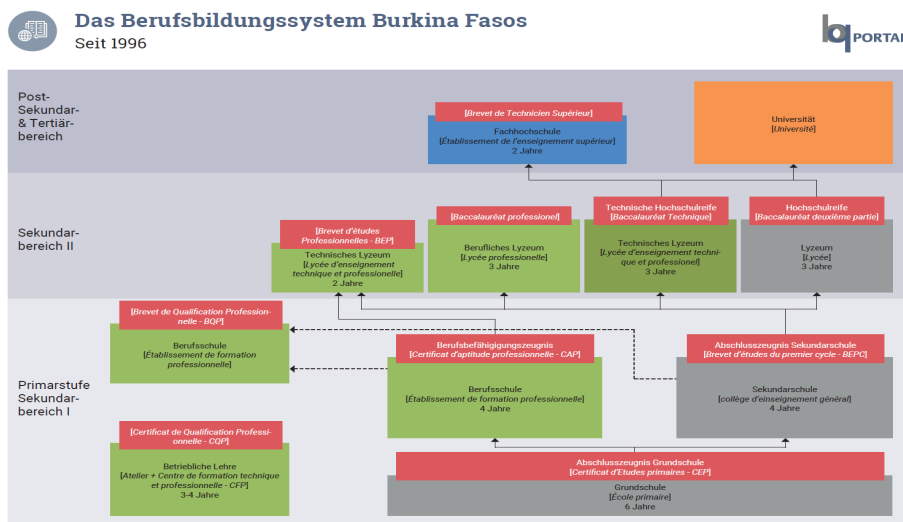 Das Berufsbildungssystem Burkina Fasos
Seit 1996
bq PORTAL
Post-
Sekundar-
& Tertiär-
bereich
[Brevet de Technicien Supérieur]
Fachhochschule
[Établissement de l'enseignement supérieur]
2 Jahre
Universität
[Université]
Sekundar-
bereich II
[Brevet d'études
Professionnelles - BEP]
Technisches Lyzeum
[Lycée d'enseignement
technique et professionelle]
2 Jahre
[Baccalauréat professionel]
Berufliches Lyzeum
[Lycée professionelle]
3 Jahre
Technische Hochschulreife
[Baccalauréat Technique]
Technisches Lyzeum
[Lycée d'enseignement techni-
que et professionel]
3 Jahre
Hochschulreife
[Baccalauréat deuxième partie]
Lyzeum
[Lycée]
3 Jahre
Primarstufe
Sekundar-
bereich I
[Brevet de Qualification Profession-
nelle - BQP]
Berufsschule
[Établissement de formation
professionnelle]
Berufsbefähigigungszeugnis
[Certificat d'aptitude professionnelle - CAP]
Berufsschule
[Établissement de formation professionnelle]
4 Jahre
Abschlusszeugnis Sekundarschule
[Brevet d'études du premier cycle - BEPC]
Sekundarschule
[collège d'einseignement général]
4 Jahre
[Certificat de Qualification Professi-
onnelle - CQP]
Betriebliche Lehre
[Atelier + Centre de formation technique
et professionnelle - CFP]
3-4 Jahre
Abschlusszeugnis Grundschule
[Certificat d'Etudes primaires - CEP]
Grundschule
[École primaire]
6 Jahre